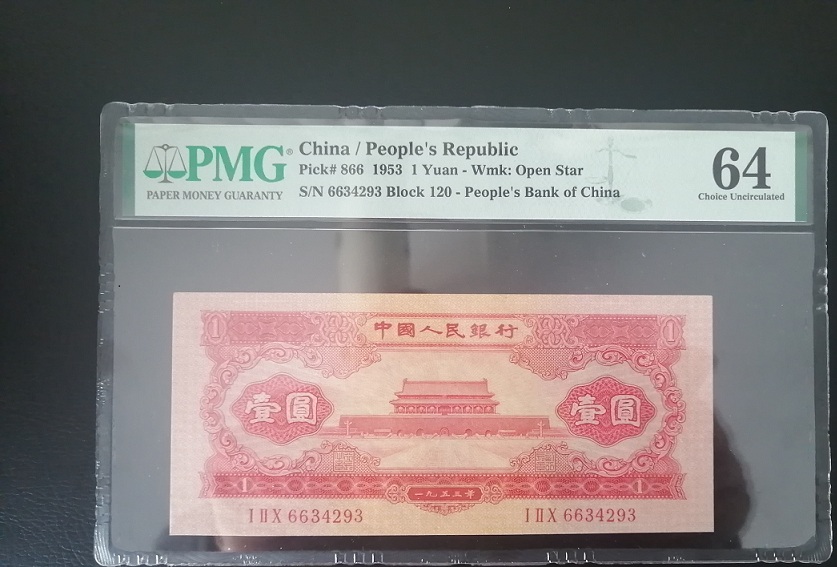 PMG®
PAPER MONEY GUARANTY
China / People's Republic
Pick# 866 1953 1 Yuan - Wmk: Open Star
S/N 6634293 Block 120 - People's Bank of China
64
Choice Uncirculated
1 中國人民銀行 1
壹圓 壹圓
1 一九五三年 1
I II X 6634293 I II X 6634293